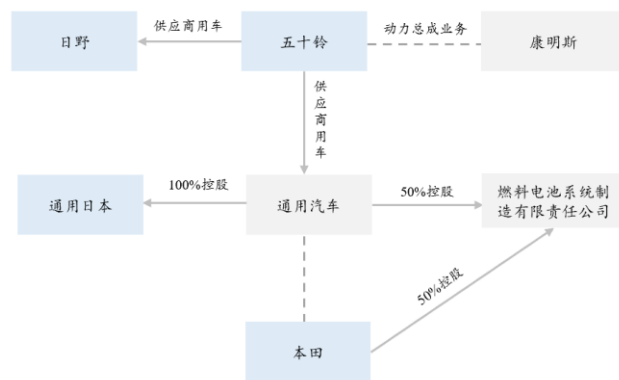 日野
供应商用车
五十铃
动力总成业务
康明斯
供应商用车
通用日本
100%控股
通用汽车
50%控股
燃料电池系统制
造有限责任公司
50%控股
本田